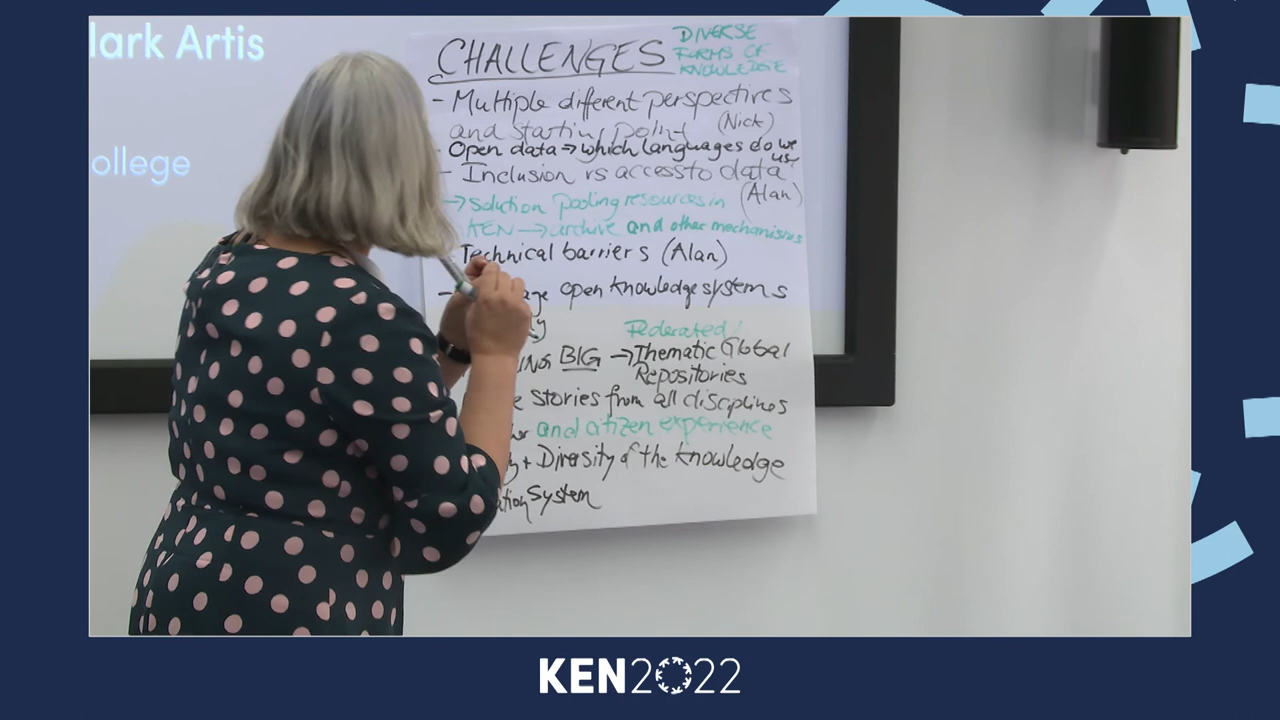 lark Artis
ollege
CHALLENGES
DIVERSE
FORMS OF
KNOWLEDGE
- Multiple different perspectives
and starting point (Nick)
- Open data → which languages do we
use
- Inclusion vs access to data
(Alan)
→ solution pooling resources in
KEN → archive and other mechanisms
Technical barriers (Alan)
- open knowledge systems
Federated/
BIG → Thematic Global
Repositories
stories from all disciplines
and citizen experience
+ Diversity of the knowledge
System
KEN2022